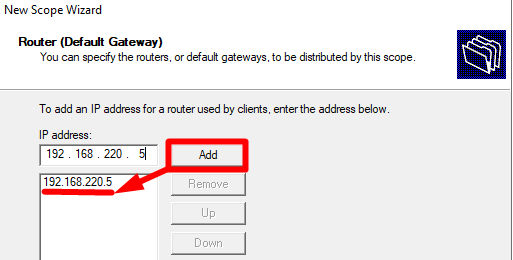 New Scope Wizard
Router (Default Gateway)
You can specify the routers, or default gateways, to be distributed by this scope.
To add an IP address for a router used by clients, enter the address below.
IP address:
192 . 168 . 220 . 5
Add
192.168.220.5
Remove
Up
Down